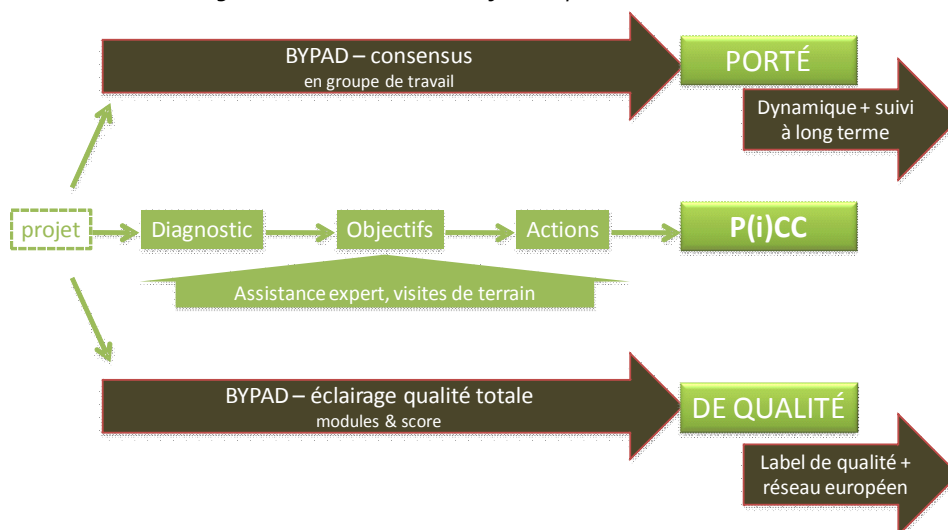 BYPAD – consensus
en groupe de travail
PORTÉ
Dynamique + suivi
à long terme
projet
Diagnostic
Objectifs
Actions
P(i)CC
Assistance expert, visites de terrain
BYPAD – éclairage qualité totale
modules & score
DE QUALITÉ
Label de qualité +
réseau européen